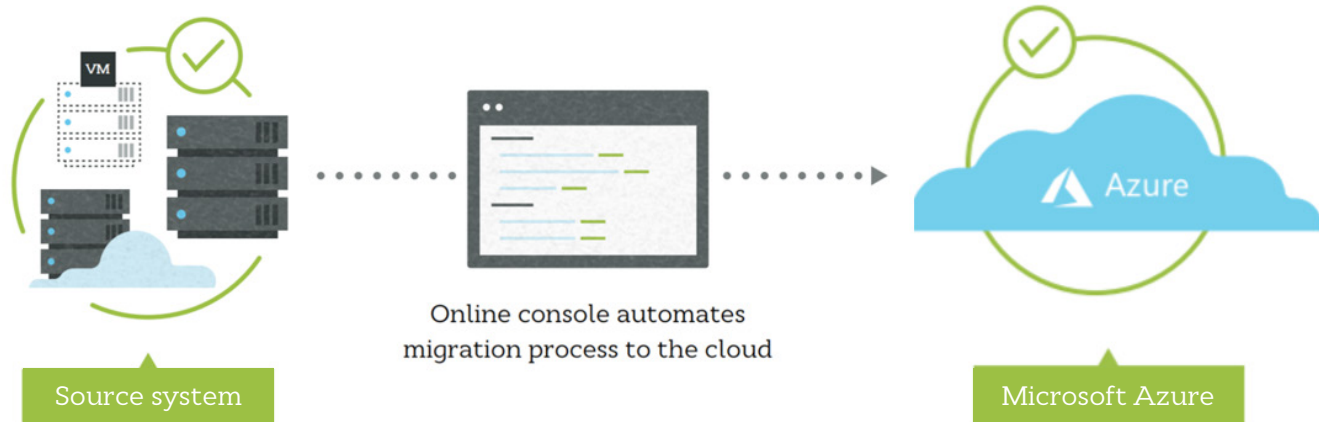 VM
Azure
Online console automates
migration process to the cloud
Source system
Microsoft Azure